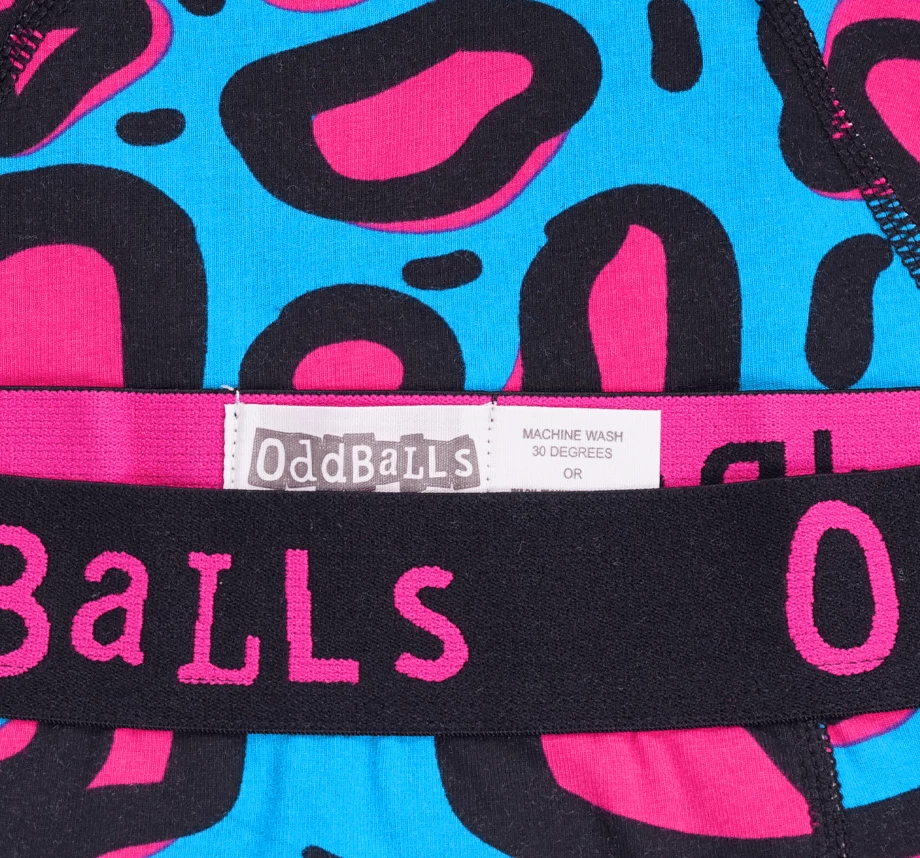 OddBaLLs
MACHINE WASH
30 DEGREES
OR
BaLLs O